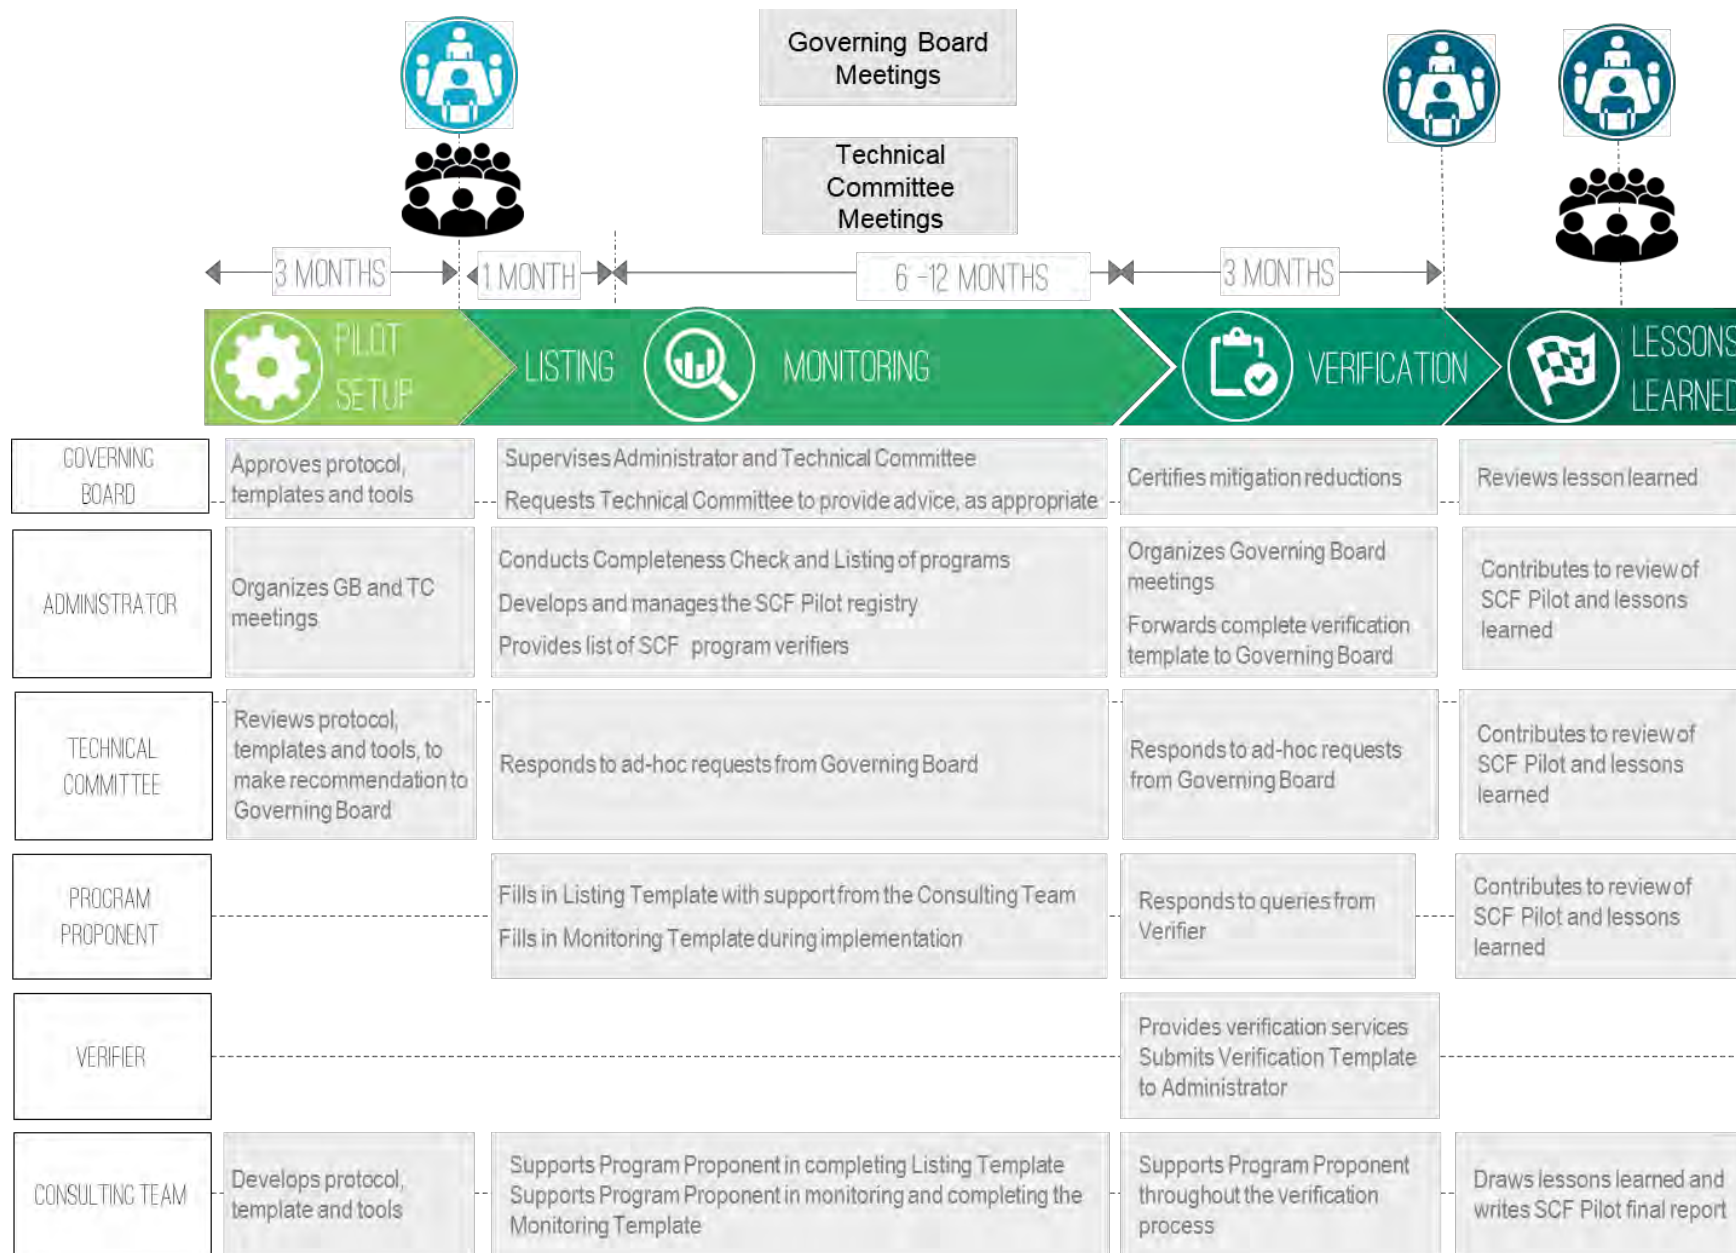 Governing Board
Meetings
Technical
Committee
Meetings
3 MONTHS
1 MONTH
6 -12 MONTHS
3 MONTHS
PILOT
SETUP
LISTING
MONITORING
VERIFICATION
LESSONS
LEARNED
GOVERNING
BOARD
Approves protocol,
templates and tools
Supervises Administrator and Technical Committee
Requests Technical Committee to provide advice, as appropriate
Certifies mitigation reductions
Reviews lesson learned
ADMINISTRATOR
Organizes GB and TC
meetings
Conducts Completeness Check and Listing of programs
Develops and manages the SCF Pilot registry
Provides list of SCF program verifiers
Organizes Governing Board
meetings
Forwards complete verification
template to Governing Board
Contributes to review of
SCF Pilot and lessons
learned
TECHNICAL
COMMITTEE
Reviews protocol,
templates and tools, to
make recommendation to
Governing Board
Responds to ad-hoc requests from Governing Board
Responds to ad-hoc requests
from Governing Board
Contributes to review of
SCF Pilot and lessons
learned
PROGRAM
PROPONENT
Fills in Listing Template with support from the Consulting Team
Fills in Monitoring Template during implementation
Responds to queries from
Verifier
Contributes to review of
SCF Pilot and lessons
learned
VERIFIER
Provides verification services
Submits Verification Template
to Administrator
CONSULTING TEAM
Develops protocol,
template and tools
Supports Program Proponent in completing Listing Template
Supports Program Proponent in monitoring and completing the
Monitoring Template
Supports Program Proponent
throughout the verification
process
Draws lessons learned and
writes SCF Pilot final report